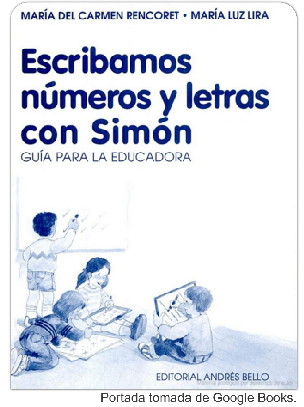 MARÍA DEL CARMEN RENCORET • MARÍA LUZ LIRA
Escribamos
números y letras
con Simón
GUÍA PARA LA EDUCADORA
EDITORIAL ANDRÉS BELLO
Portada tomada de Google Books.